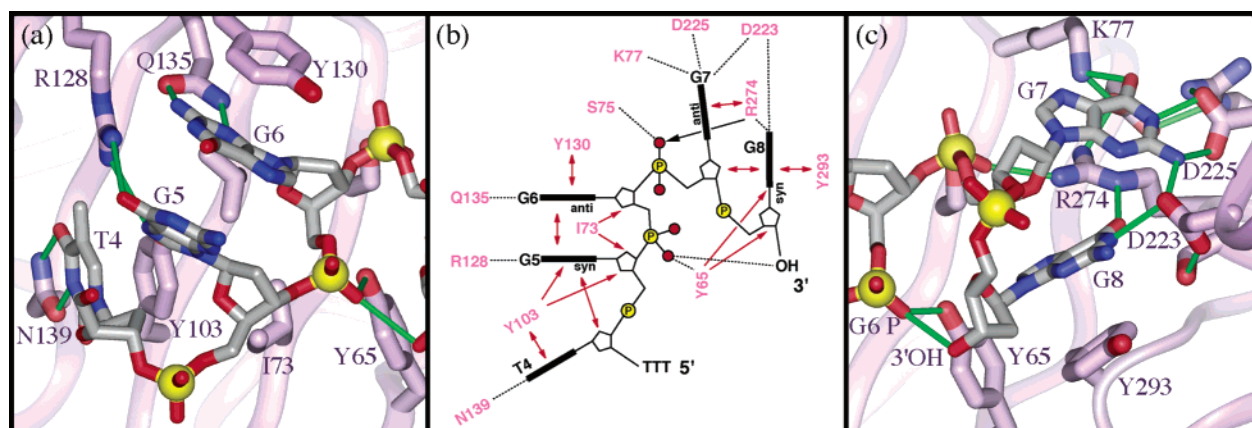 (a)
R128
Q135
Y130
G6
G5
T4
N139
Y103
I73
Y65
(b)
D225
D223
K77
G7
S75
anti
R274
Y130
P
G8
Y293
Q135
G6
anti
syn
P
I73
P
R128
G5
syn
Y65
OH
3'
Y103
P
T4
TTT 5'
N139
(c)
K77
G7
D225
R274
D223
G8
G6 P
3'OH
Y65
Y293